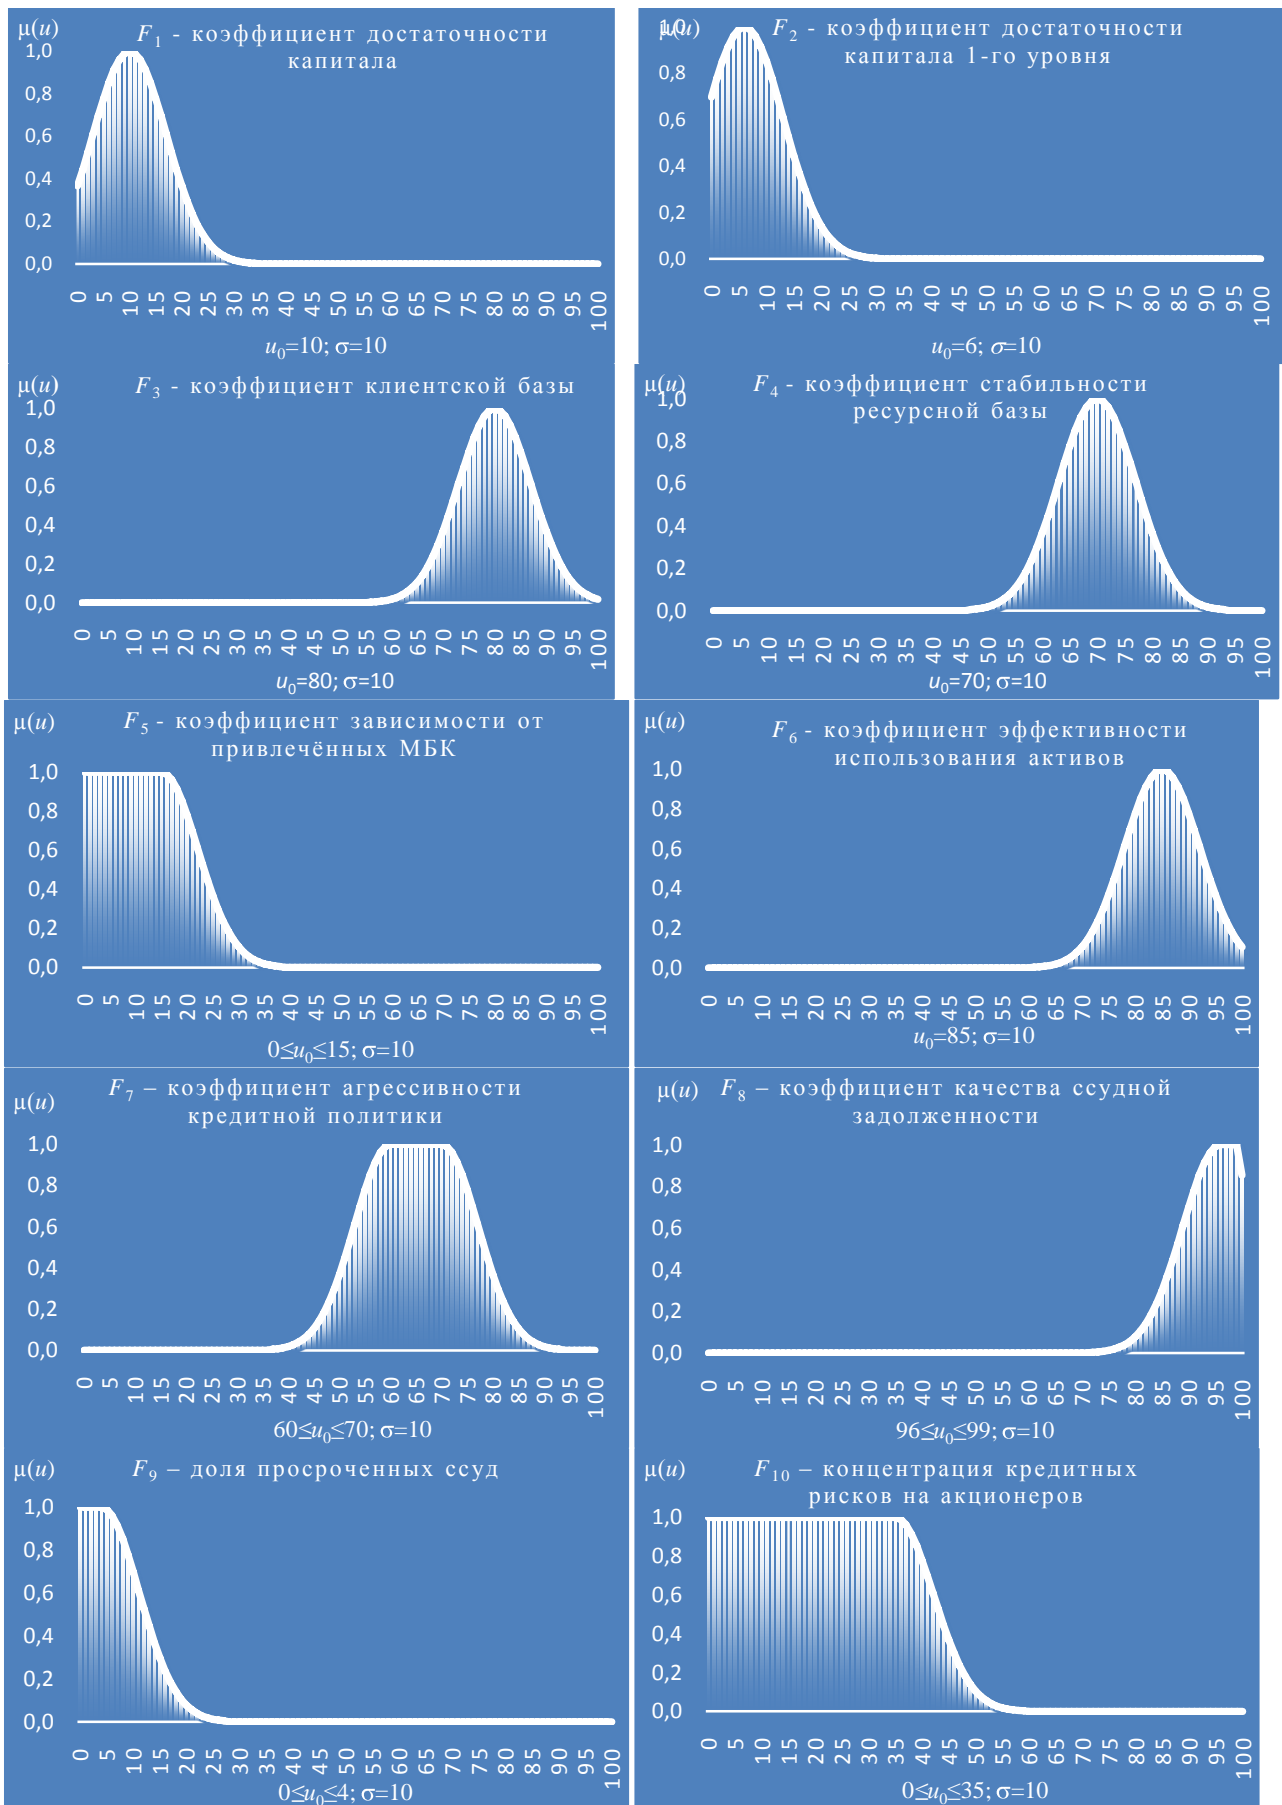 μ(u)
F1 - коэффициент достаточности
капитала
1,0
0,8
0,6
0,4
0,2
0,0
0 5 10 15 20 25 30 35 40 45 50 55 60 65 70 75 80 85 90 95 100
u0=10; σ=10
μ(u)
F2 - коэффициент достаточности
капитала 1-го уровня
1,0
0,8
0,6
0,4
0,2
0,0
0 5 10 15 20 25 30 35 40 45 50 55 60 65 70 75 80 85 90 95 100
u0=6; σ=10
μ(u)
F3 - коэффициент клиентской базы
1,0
0,8
0,6
0,4
0,2
0,0
0 5 10 15 20 25 30 35 40 45 50 55 60 65 70 75 80 85 90 95 100
u0=80; σ=10
μ(u)
F4 - коэффициент стабильности
ресурсной базы
1,0
0,8
0,6
0,4
0,2
0,0
0 5 10 15 20 25 30 35 40 45 50 55 60 65 70 75 80 85 90 95 100
u0=70; σ=10
μ(u)
F5 - коэффициент зависимости от
привлечённых МБК
1,0
0,8
0,6
0,4
0,2
0,0
0 5 10 15 20 25 30 35 40 45 50 55 60 65 70 75 80 85 90 95 100
0≤u0≤15; σ=10
μ(u)
F6 - коэффициент эффективности
использования активов
1,0
0,8
0,6
0,4
0,2
0,0
0 5 10 15 20 25 30 35 40 45 50 55 60 65 70 75 80 85 90 95 100
u0=85; σ=10
μ(u)
F7 – коэффициент агрессивности
кредитной политики
1,0
0,8
0,6
0,4
0,2
0,0
0 5 10 15 20 25 30 35 40 45 50 55 60 65 70 75 80 85 90 95 100
60≤u0≤70; σ=10
μ(u)
F8 – коэффициент качества ссудной
задолженности
1,0
0,8
0,6
0,4
0,2
0,0
0 5 10 15 20 25 30 35 40 45 50 55 60 65 70 75 80 85 90 95 100
96≤u0≤99; σ=10
μ(u)
F9 – доля просроченных ссуд
1,0
0,8
0,6
0,4
0,2
0,0
0 5 10 15 20 25 30 35 40 45 50 55 60 65 70 75 80 85 90 95 100
0≤u0≤4; σ=10
μ(u)
F10 – концентрация кредитных
рисков на акционеров
1,0
0,8
0,6
0,4
0,2
0,0
0 5 10 15 20 25 30 35 40 45 50 55 60 65 70 75 80 85 90 95 100
0≤u0≤35; σ=10